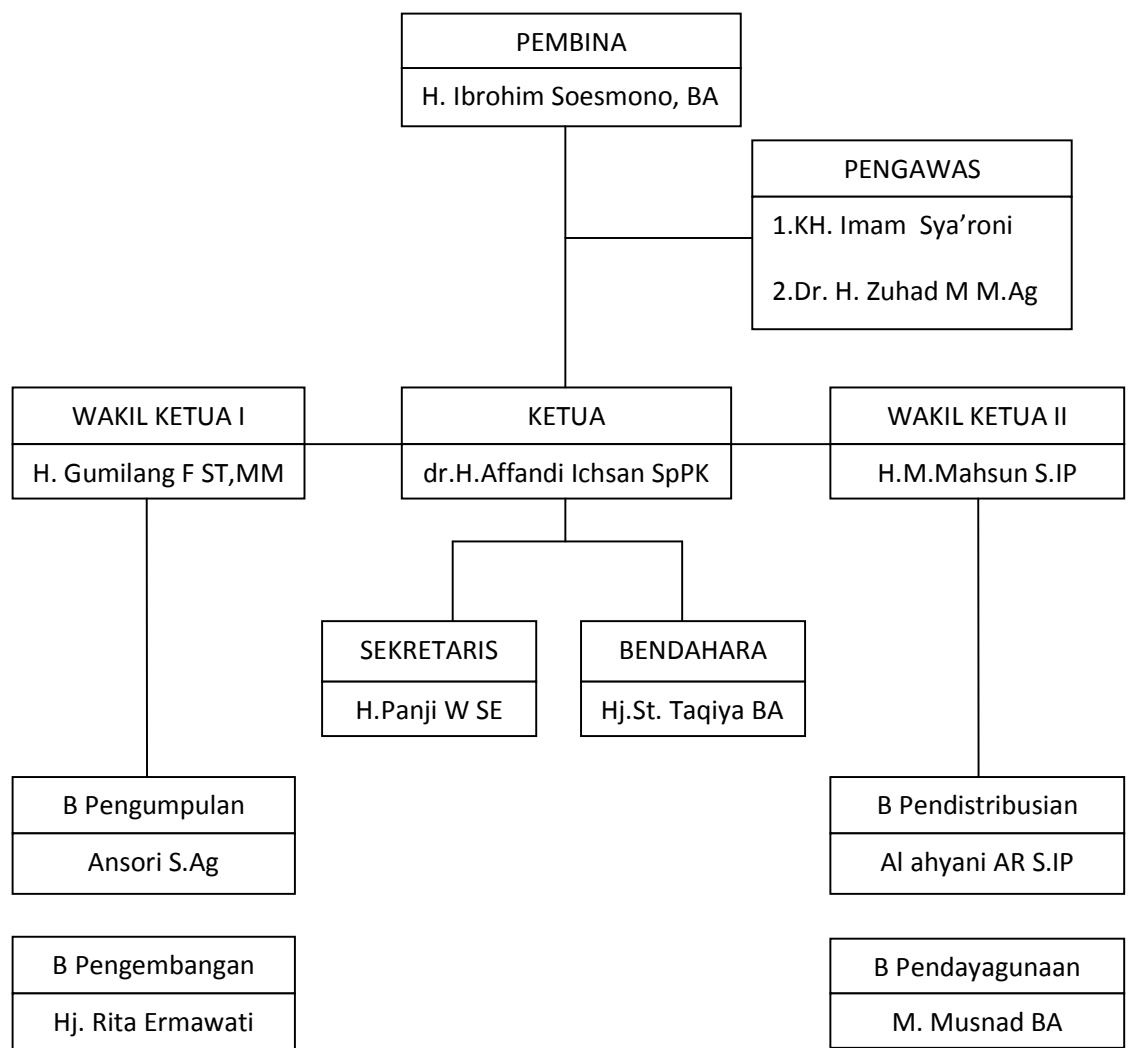 PEMBINA
H. Ibrohim Soesmono, BA
PENGAWAS
1.KH. Imam  Sya’roni
2.Dr. H. Zuhad M M.Ag
WAKIL KETUA I
H. Gumilang F ST,MM
KETUA
dr.H.Affandi Ichsan SpPK
WAKIL KETUA II
H.M.Mahsun S.IP
SEKRETARIS
H.Panji W SE
BENDAHARA
Hj.St. Taqiya BA
B Pengumpulan
Ansori S.Ag
B Pendistribusian
Al ahyani AR S.IP
B Pengembangan
Hj. Rita Ermawati
B Pendayagunaan
M. Musnad BA